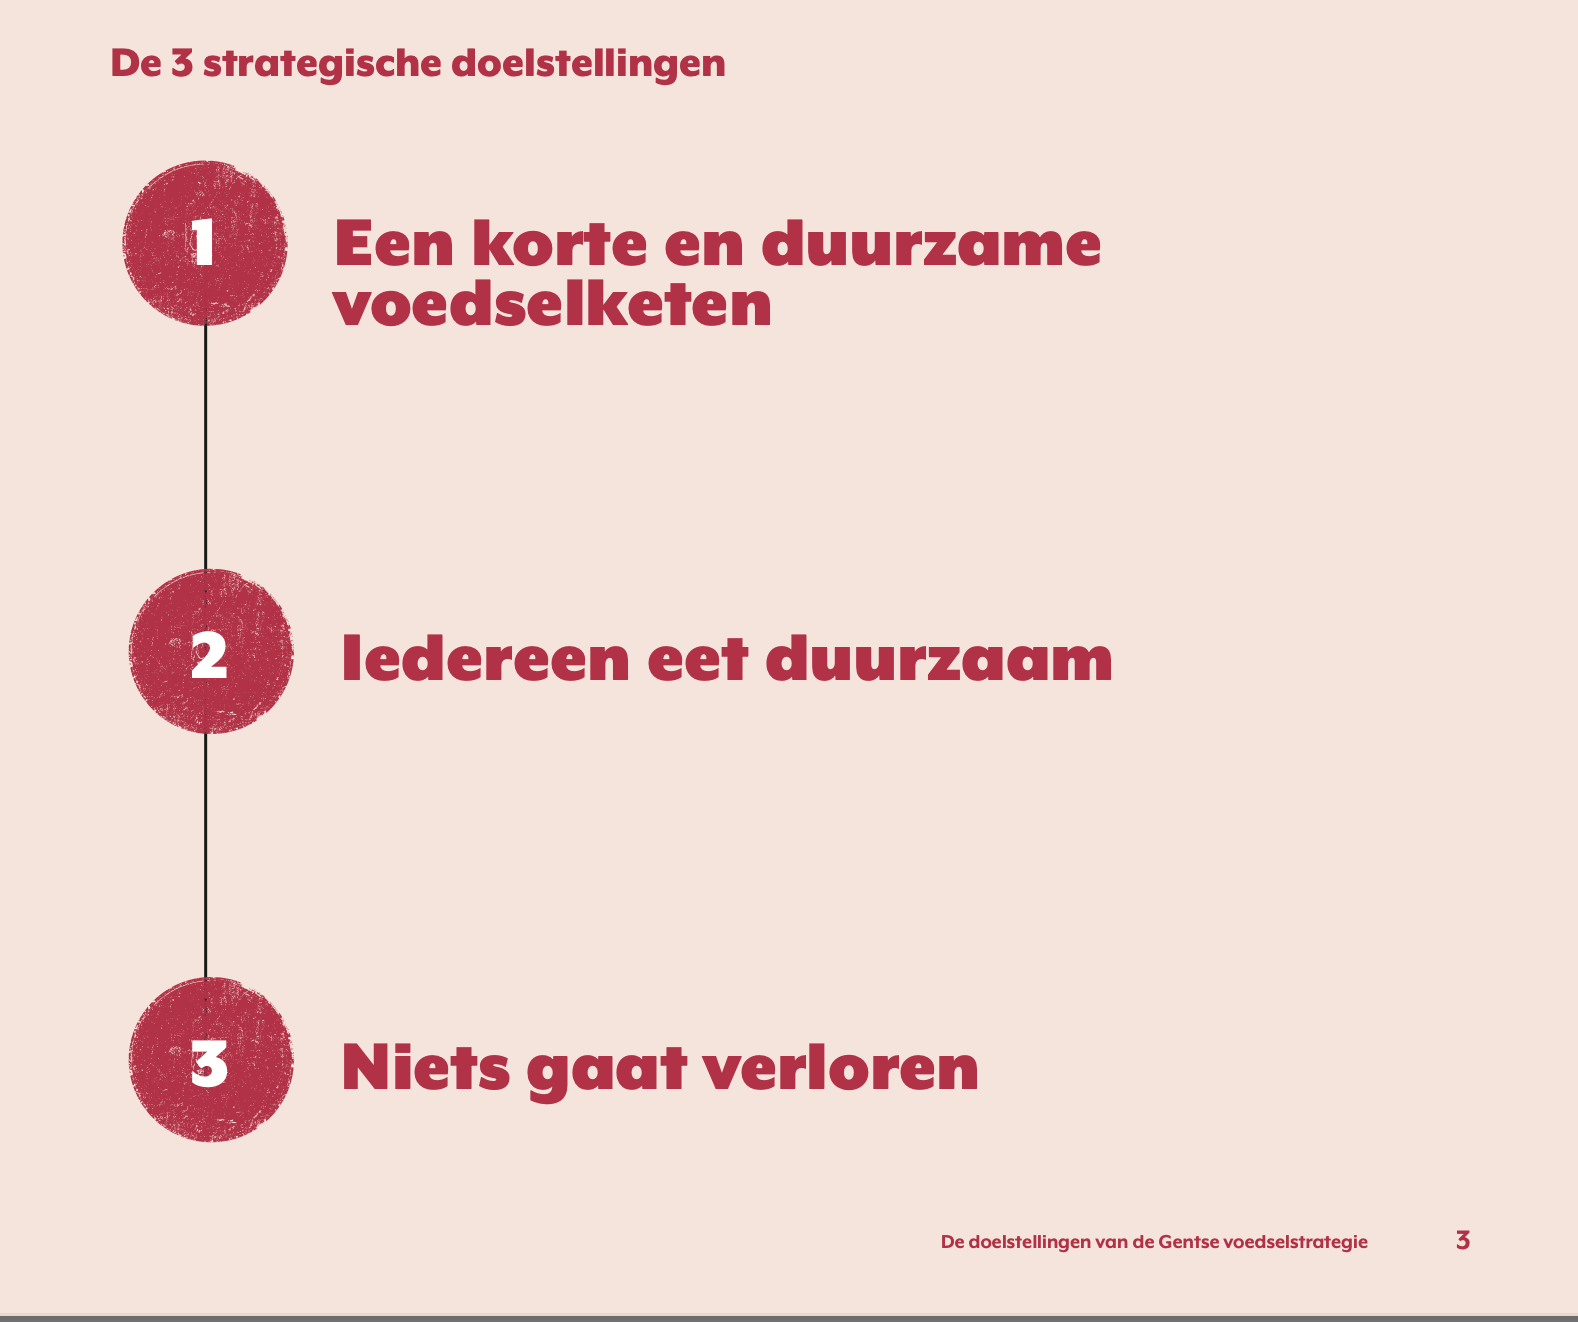 De 3 strategische doelstellingen
1
Een korte en duurzame
voedselketen
2
Iedereen eet duurzaam
3
Niets gaat verloren
De doelstellingen van de Gentse voedselstrategie
3